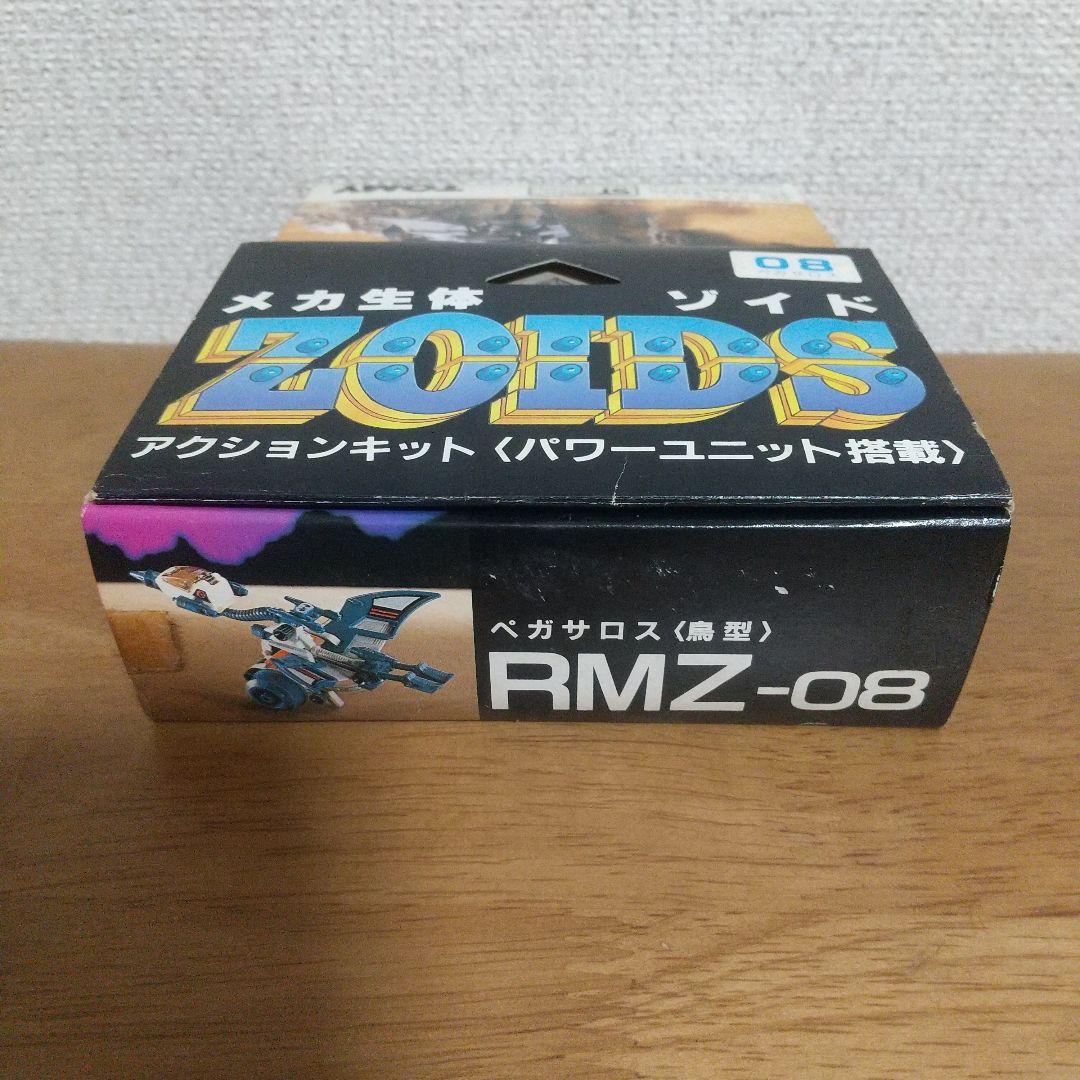 TOMY
08
メカ生体 ゾイド
ZOIDS
アクションキット〈パワーユニット搭載〉
ペガサロス〈鳥型〉
RMZ-08